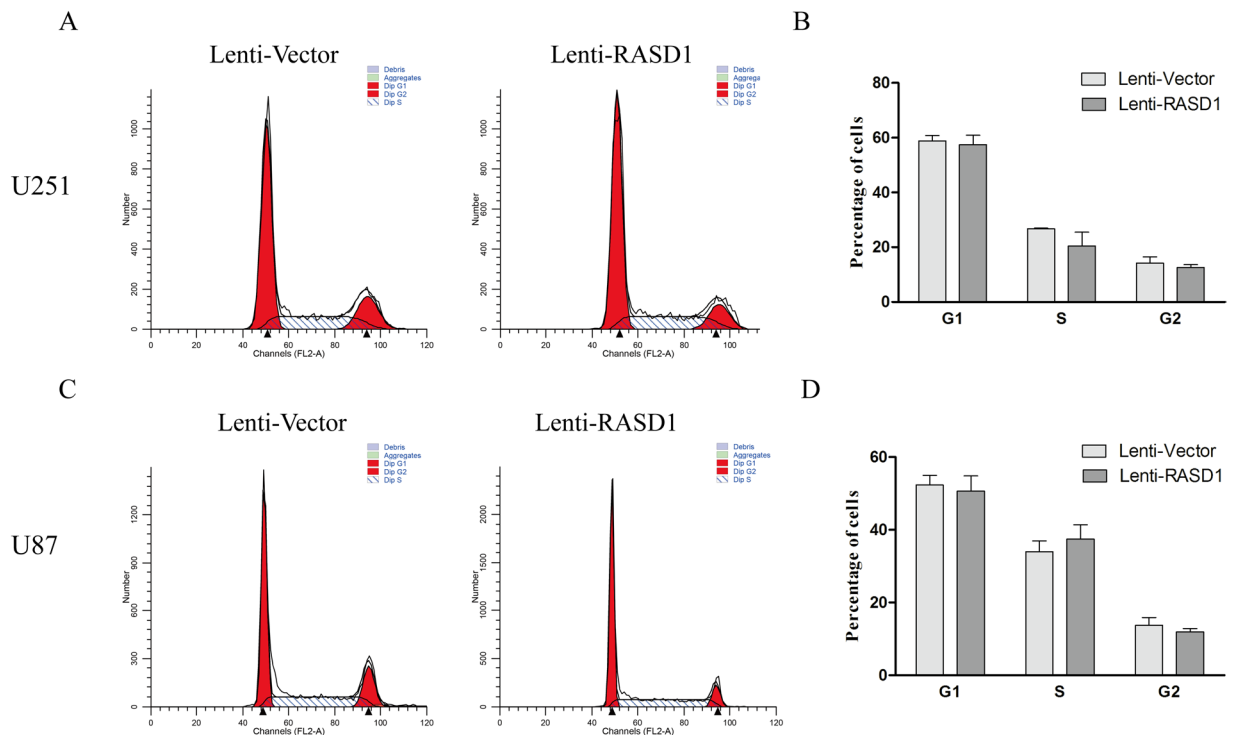 A
Lenti-Vector
Debris
Aggregates
Dip G1
Dip G2
Dip S
Number
1000
800
600
400
200
0
0 20 40 60 80 100 120
Channels (FL2-A)
Lenti-RASD1
Debris
Aggrega
Dip G1
Dip G2
Dip S
Number
1000
800
600
400
200
0
0 20 40 60 80 100
Channels (FL2-A)
U251
B
Lenti-Vector
Lenti-RASD1
Percentage of cells
80
60
40
20
0
G1 S G2
C
Lenti-Vector
Debris
Aggregates
Dip G1
Dip G2
Dip S
Number
1200
900
600
300
0
0 20 40 60 80 100 120
Channels (FL2-A)
Lenti-RASD1
Debris
Aggregates
Dip G1
Dip G2
Dip S
Number
2000
1500
1000
500
0
0 20 40 60 80 100 120
Channels (FL2-A)
U87
D
Lenti-Vector
Lenti-RASD1
Percentage of cells
60
40
20
0
G1 S G2